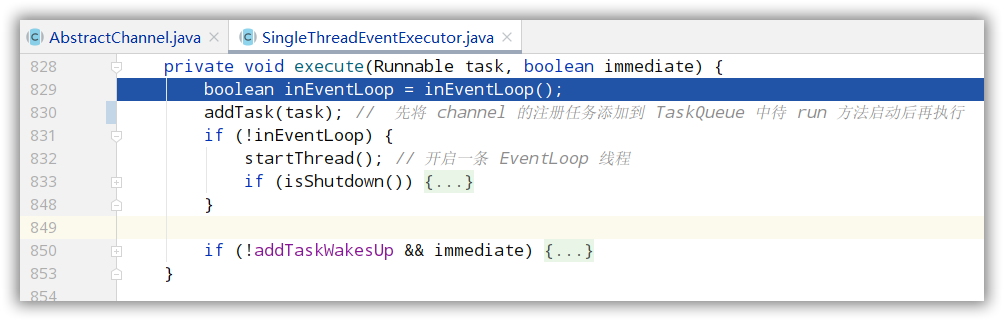 AbstractChannel.java SingleThreadEventExecutor.java
828 private void execute(Runnable task, boolean immediate) {
829 boolean inEventLoop = inEventLoop();
830 addTask(task); // 先将 channel 的注册任务添加到 TaskQueue 中待 run 方法启动后再执行
831 if (!inEventLoop) {
832 startThread(); // 开启一条 EventLoop 线程
833 if (isShutdown()) {...}
848 }
849
850 if (!addTaskWakesUp && immediate) {...}
853 }
854